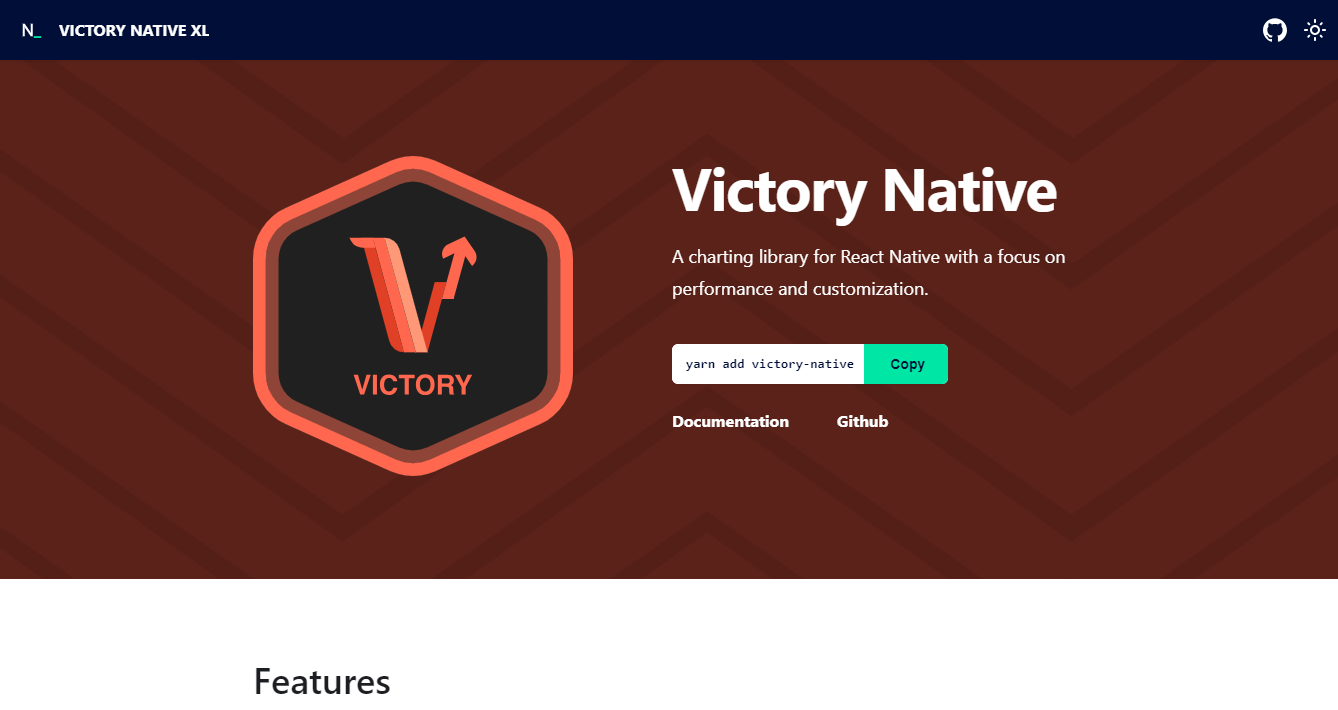 N_ VICTORY NATIVE XL
VICTORY
Victory Native
A charting library for React Native with a focus on
performance and customization.
yarn add victory-native Copy
Documentation Github
Features